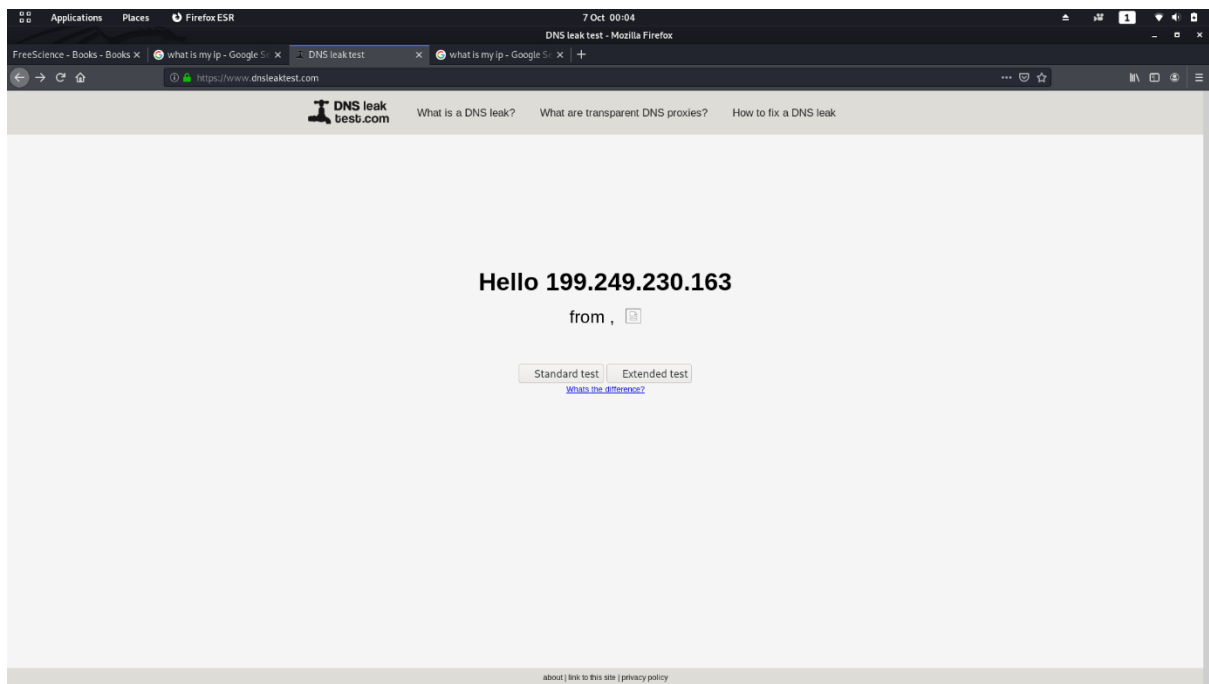 Applications Places Firefox ESR 7 Oct 00:04 1
DNS leak test - Mozilla Firefox
FreeScience - Books - Books what is my ip - Google Se DNS leak test what is my ip - Google Se
https://www.dnsleaktest.com
DNS leak
test.com
What is a DNS leak? What are transparent DNS proxies? How to fix a DNS leak
Hello 199.249.230.163
from ,
Standard test Extended test
Whats the difference?
about | link to this site | privacy policy